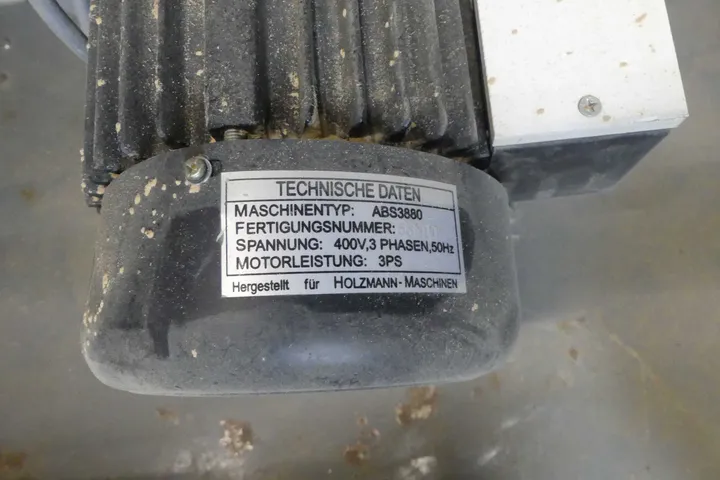 TECHNISCHE DATEN
MASCHINENTYP: ABS3880
FERTIGUNGSNUMMER:
SPANNUNG: 400V,3 PHASEN,50Hz
MOTORLEISTUNG: 3PS
Hergestellt für HOLZMANN-MASCHINEN